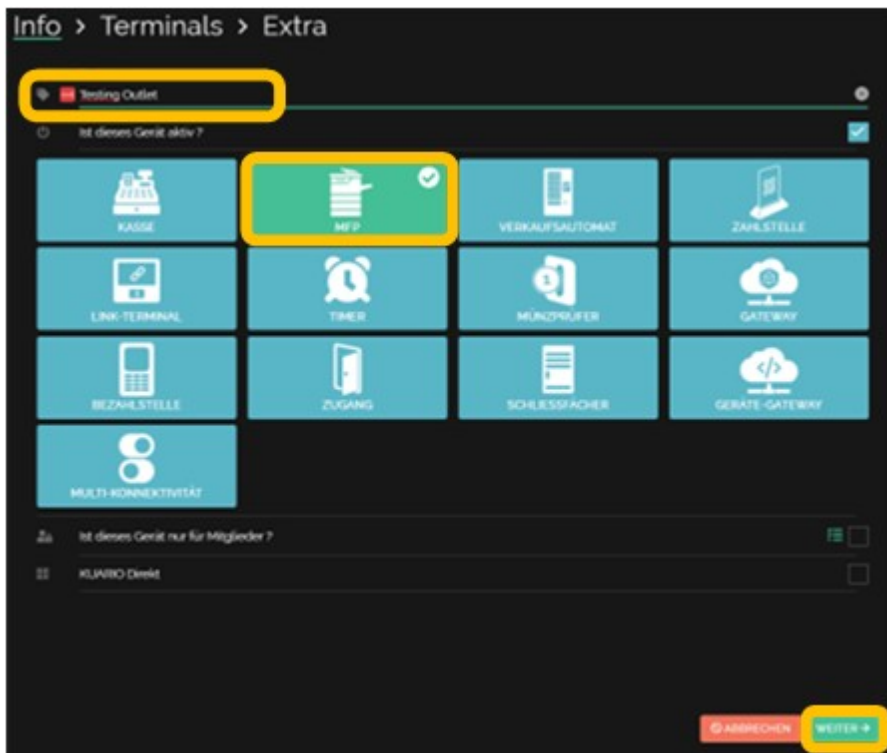 Info > Terminals > Extra
Testing Outlet
Ist dieses Gerät aktiv ?
KASSE
MFP
VERKAUFSAUTOMAT
ZAHLSTELLE
LINK-TERMINAL
TIMER
MÜNZPRÜFER
GATEWAY
BEZAHLSTELLE
ZUGANG
SCHLIESSFÄCHER
GERÄTE-GATEWAY
MULTI-KONNEKTIVITÄT
Ist dieses Gerät nur für Mitglieder ?
KUARIO Direkt
ABBRECHEN
WEITER →